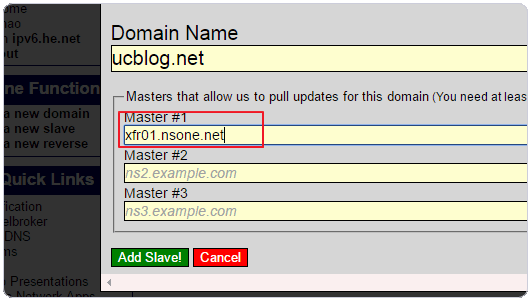 ome
nao
n ipv6.he.net
out
ne Function
a new domain
a new slave
a new reverse
Quick Links
ification
elbroker
DNS
ms
Presentations
Network Apps
Domain Name
ucblog.net
Masters that allow us to pull updates for this domain (You need at leas
Master #1
xfr01.nsone.net
Master #2
ns2.example.com
Master #3
ns3.example.com
Add Slave! Cancel